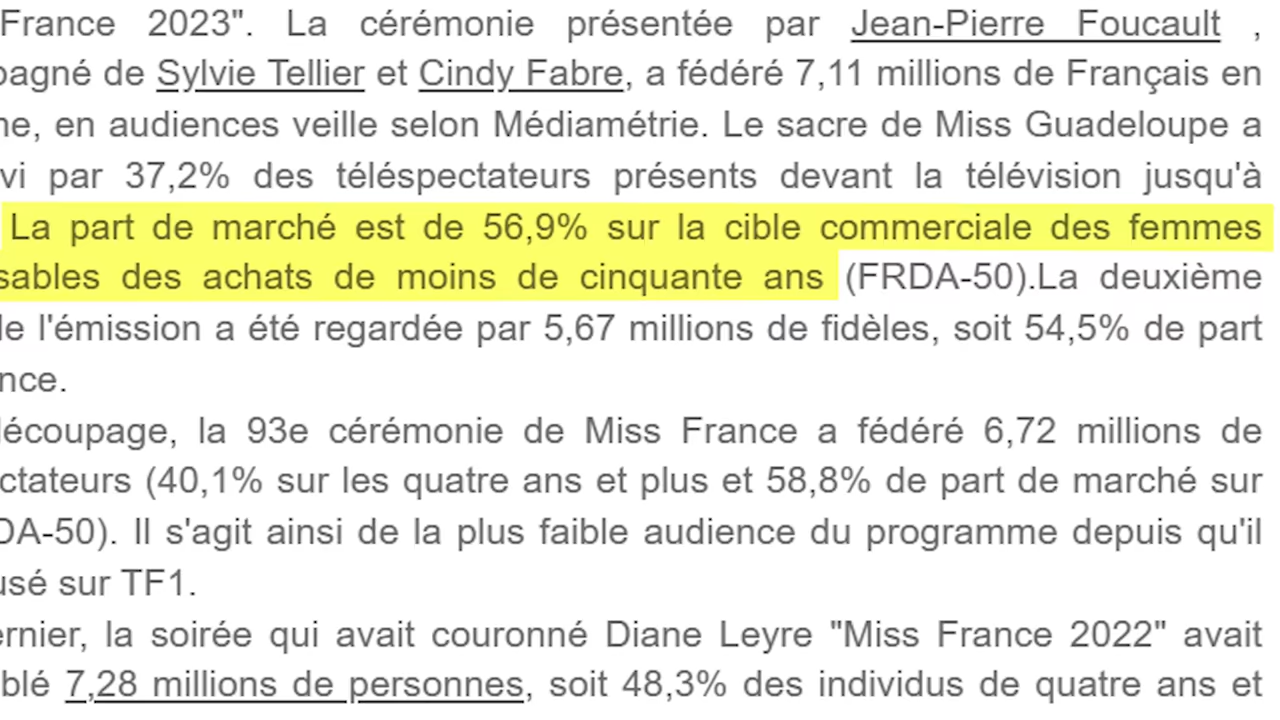 France 2023". La cérémonie présentée par Jean-Pierre Foucault ,
pagné de Sylvie Tellier et Cindy Fabre, a fédéré 7,11 millions de Français en
ne, en audiences veille selon Médiamétrie. Le sacre de Miss Guadeloupe a
vi par 37,2% des téléspectateurs présents devant la télévision jusqu'à
La part de marché est de 56,9% sur la cible commerciale des femmes
sables des achats de moins de cinquante ans (FRDA-50).La deuxième
le l'émission a été regardée par 5,67 millions de fidèles, soit 54,5% de part
nce.
découpage, la 93e cérémonie de Miss France a fédéré 6,72 millions de
ctateurs (40,1% sur les quatre ans et plus et 58,8% de part de marché sur
DA-50). Il s'agit ainsi de la plus faible audience du programme depuis qu'il
usé sur TF1.
ernier, la soirée qui avait couronné Diane Leyre "Miss France 2022" avait
blé 7,28 millions de personnes, soit 48,3% des individus de quatre ans et